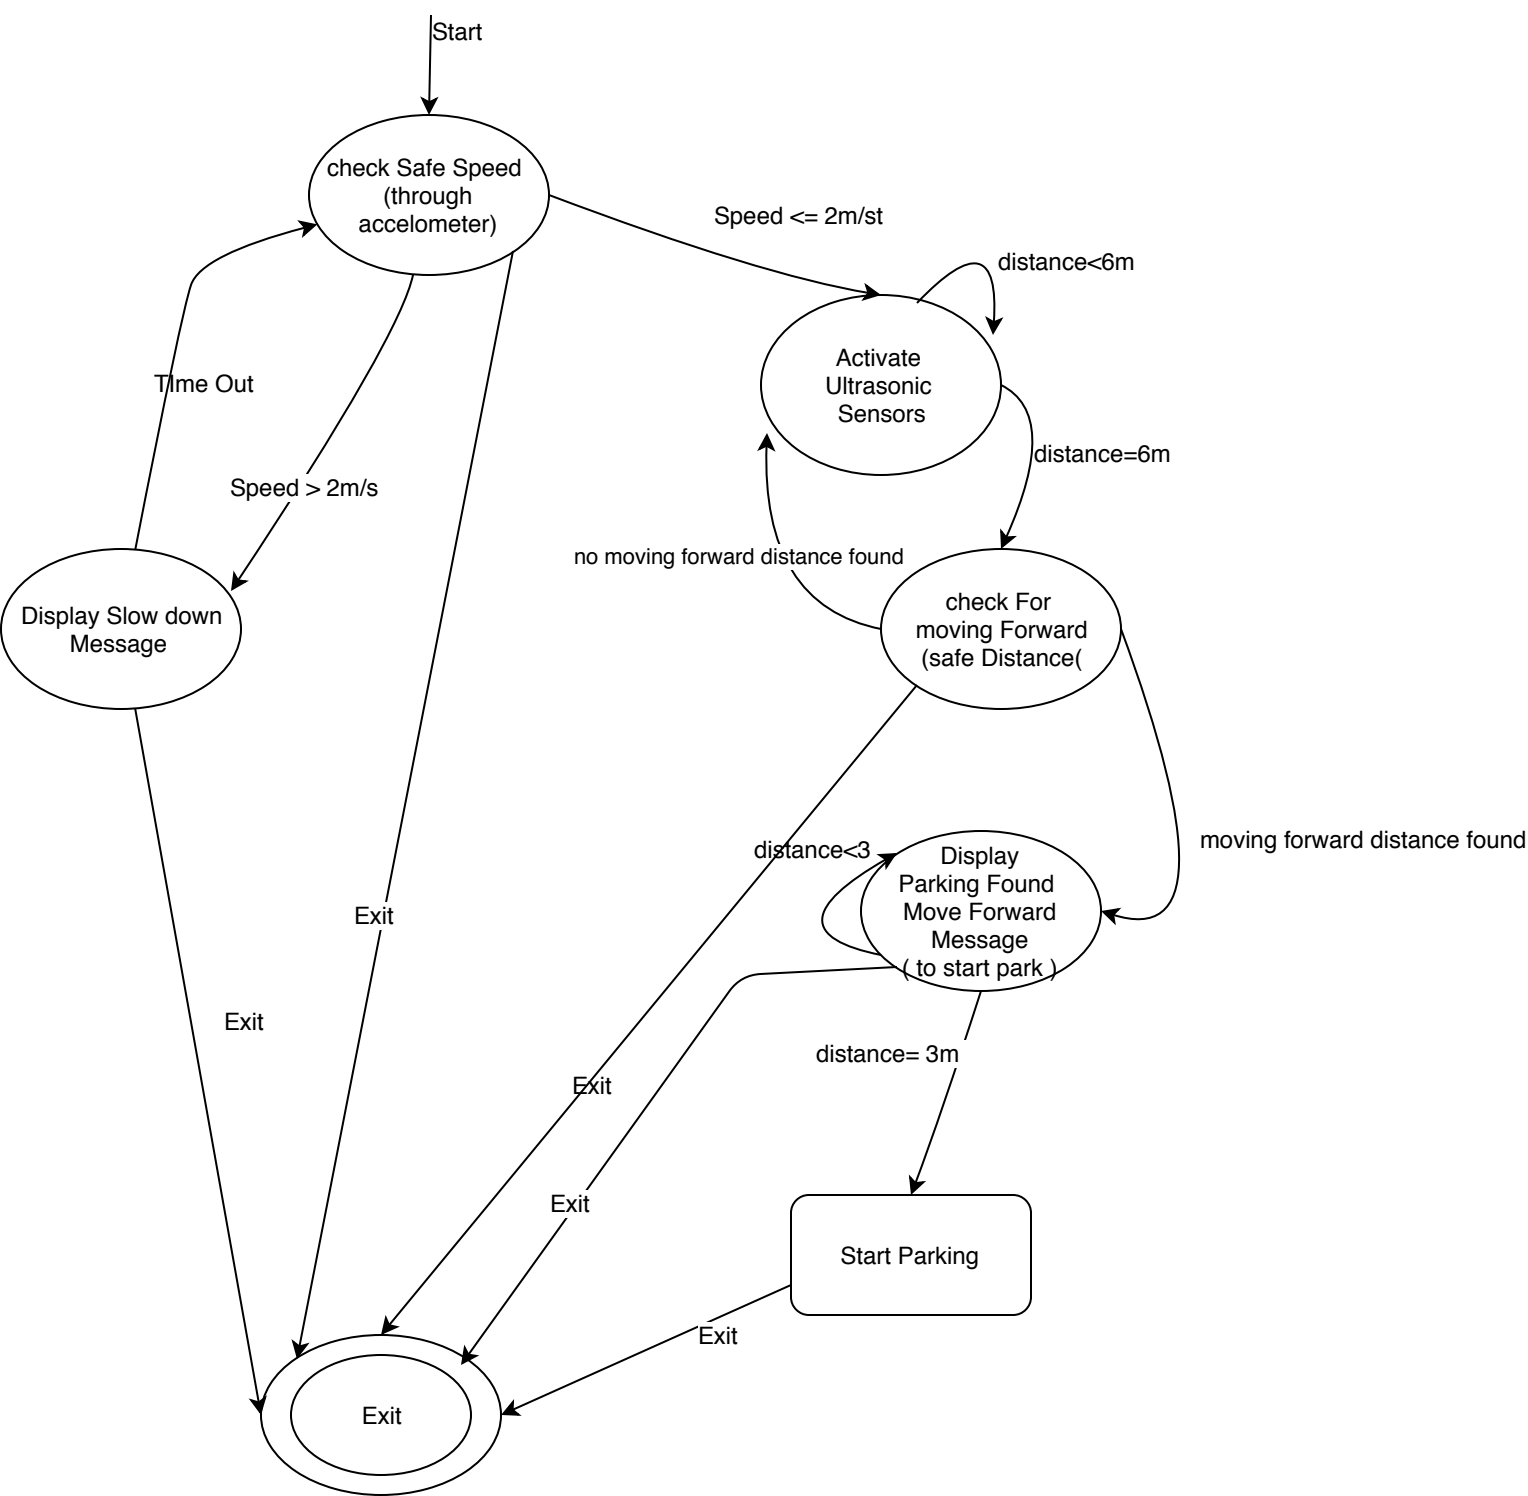 Start
check Safe Speed
(through
accelometer)
Speed <= 2m/st
distance<6m
Activate
Ultrasonic
Sensors
TIme Out
distance=6m
Speed > 2m/s
no moving forward distance found
check For
moving Forward
(safe Distance(
Display Slow down
Message
moving forward distance found
distance<3
Display
Parking Found
Move Forward
Message
( to start park )
Exit
Exit
distance= 3m
Exit
Exit
Start Parking
Exit
Exit